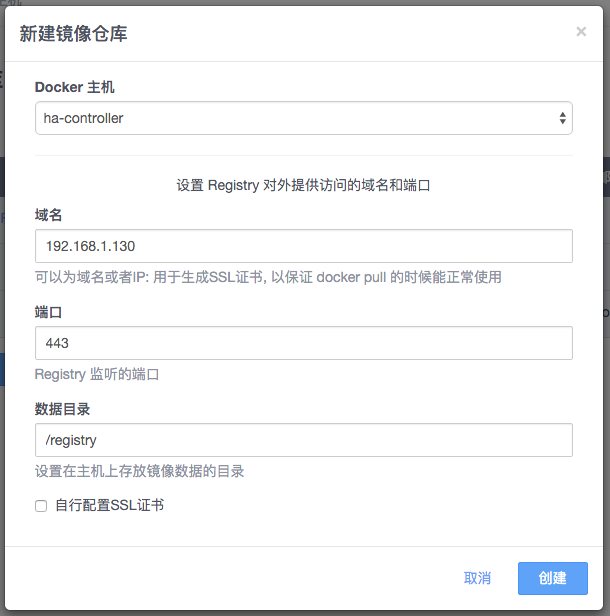 新建镜像仓库
×
Docker 主机
ha-controller
设置 Registry 对外提供访问的域名和端口
域名
192.168.1.130
可以为域名或者IP: 用于生成SSL证书, 以保证 docker pull 的时候能正常使用
端口
443
Registry 监听的端口
数据目录
/registry
设置在主机上存放镜像数据的目录
自行配置SSL证书
取消
创建